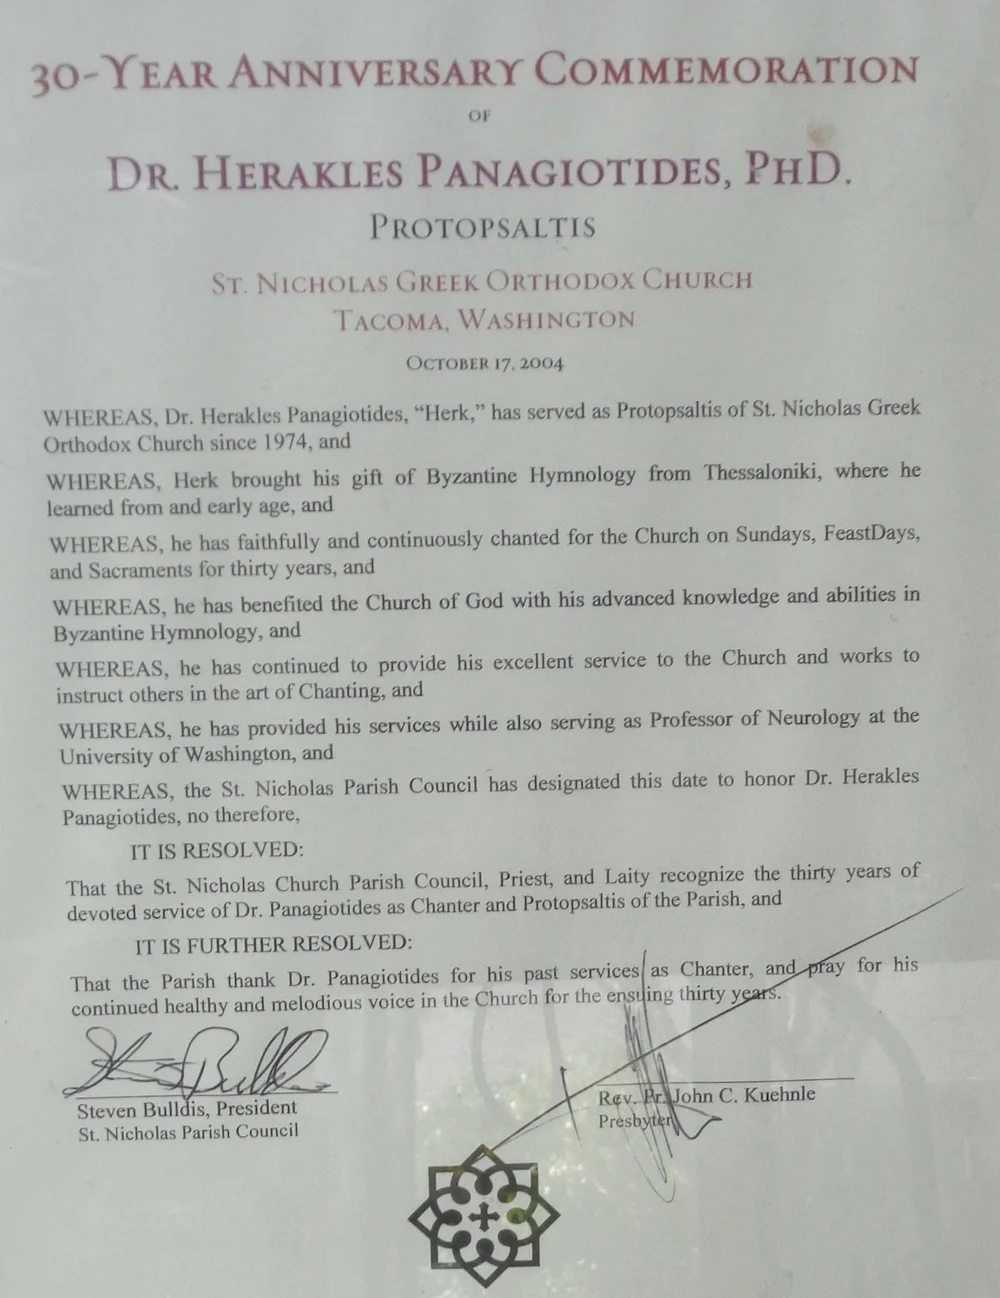 30-YEAR ANNIVERSARY COMMEMORATION
OF
DR. HERAKLES PANAGIOTIDES, PHD.
PROTOPSALTIS
ST. NICHOLAS GREEK ORTHODOX CHURCH
TACOMA, WASHINGTON
OCTOBER 17, 2004
WHEREAS, Dr. Herakles Panagiotides, “Herk,” has served as Protopsaltis of St. Nicholas Greek
Orthodox Church since 1974, and
WHEREAS, Herk brought his gift of Byzantine Hymnology from Thessaloniki, where he
learned from and early age, and
WHEREAS, he has faithfully and continuously chanted for the Church on Sundays, FeastDays,
and Sacraments for thirty years, and
WHEREAS, he has benefited the Church of God with his advanced knowledge and abilities in
Byzantine Hymnology, and
WHEREAS, he has continued to provide his excellent service to the Church and works to
instruct others in the art of Chanting, and
WHEREAS, he has provided his services while also serving as Professor of Neurology at the
University of Washington, and
WHEREAS, the St. Nicholas Parish Council has designated this date to honor Dr. Herakles
Panagiotides, no therefore,
IT IS RESOLVED:
That the St. Nicholas Church Parish Council, Priest, and Laity recognize the thirty years of
devoted service of Dr. Panagiotides as Chanter and Protopsaltis of the Parish, and
IT IS FURTHER RESOLVED:
That the Parish thank Dr. Panagiotides for his past services as Chanter, and pray for his
continued healthy and melodious voice in the Church for the ensuing thirty years.
Steven Bulldis, President
St. Nicholas Parish Council
Rev. Pr. John C. Kuehnle
Presbyter